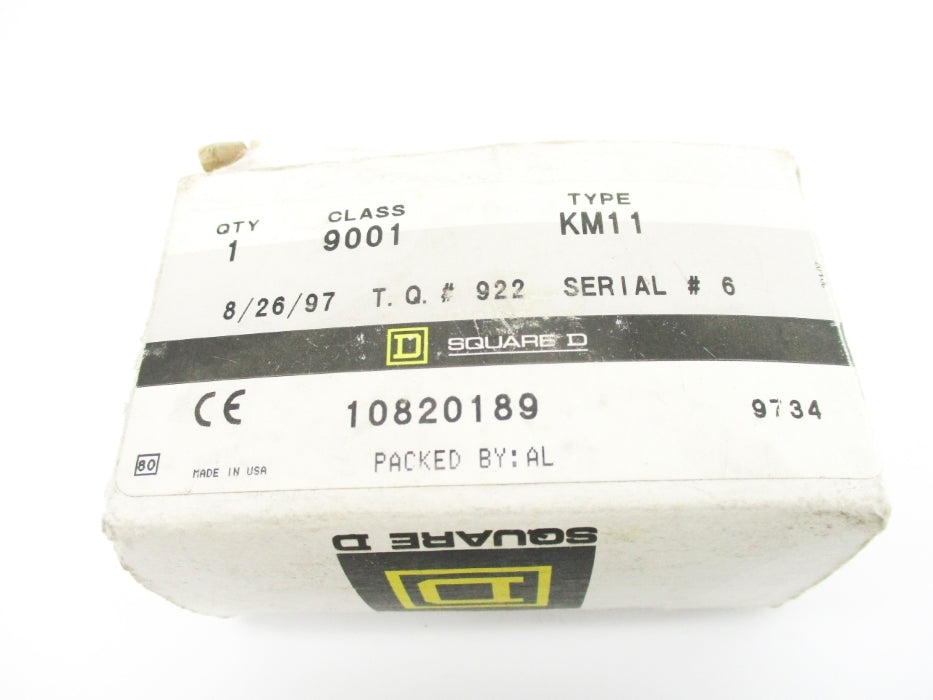 QTY CLASS TYPE
1 9001 KM11
8/26/97 T.Q.# 922 SERIAL # 6
D SQUARE D
CE 10820189 9734
60 MADE IN USA PACKED BY:AL
SQUARE D
D